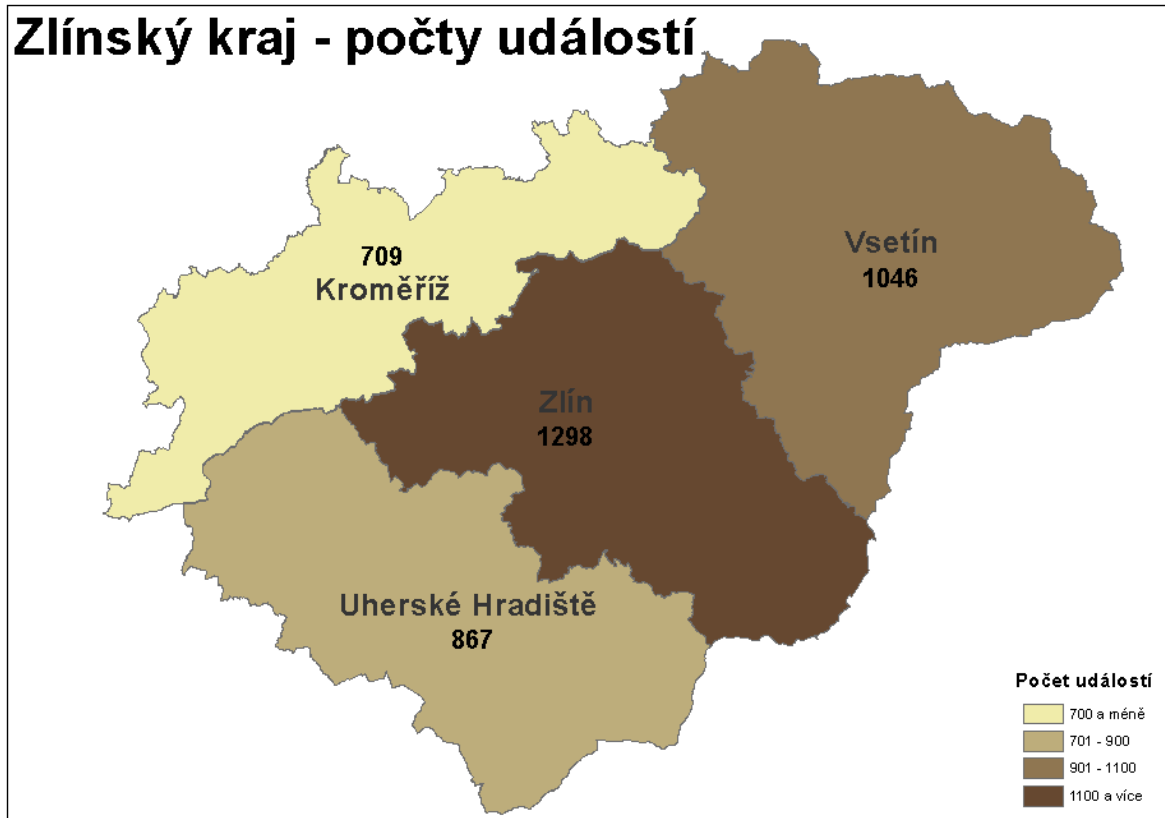 Zlínský kraj - počty událostí
Vsetín
1046
709
Kroměříž
Zlín
1298
Uherské Hradiště
867
Počet událostí
700 a méně
701 - 900
901 - 1100
1100 a více